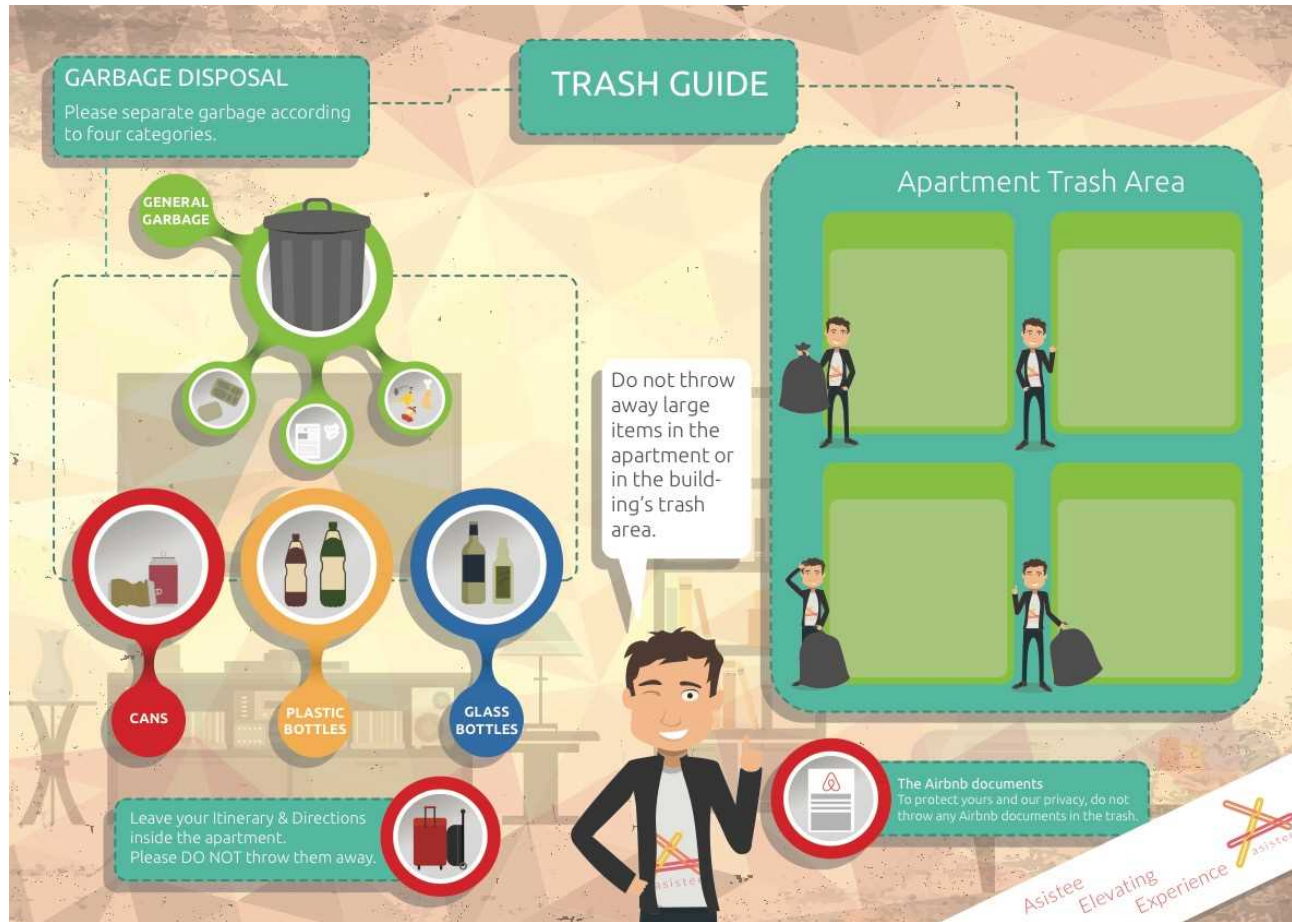 TRASH GUIDE
GARBAGE DISPOSAL
Please separate garbage according
to four categories.
GENERAL
GARBAGE
CANS
PLASTIC
BOTTLES
GLASS
BOTTLES
Leave your Itinerary & Directions
inside the apartment.
Please DO NOT throw them away.
Do not throw
away large
items in the
apartment or
in the build-
ing's trash
area.
asistee
Apartment Trash Area
The Airbnb documents
To protect yours and our privacy, do not
throw any Airbnb documents in the trash.
Asistee
Elevating
Experience
asistee